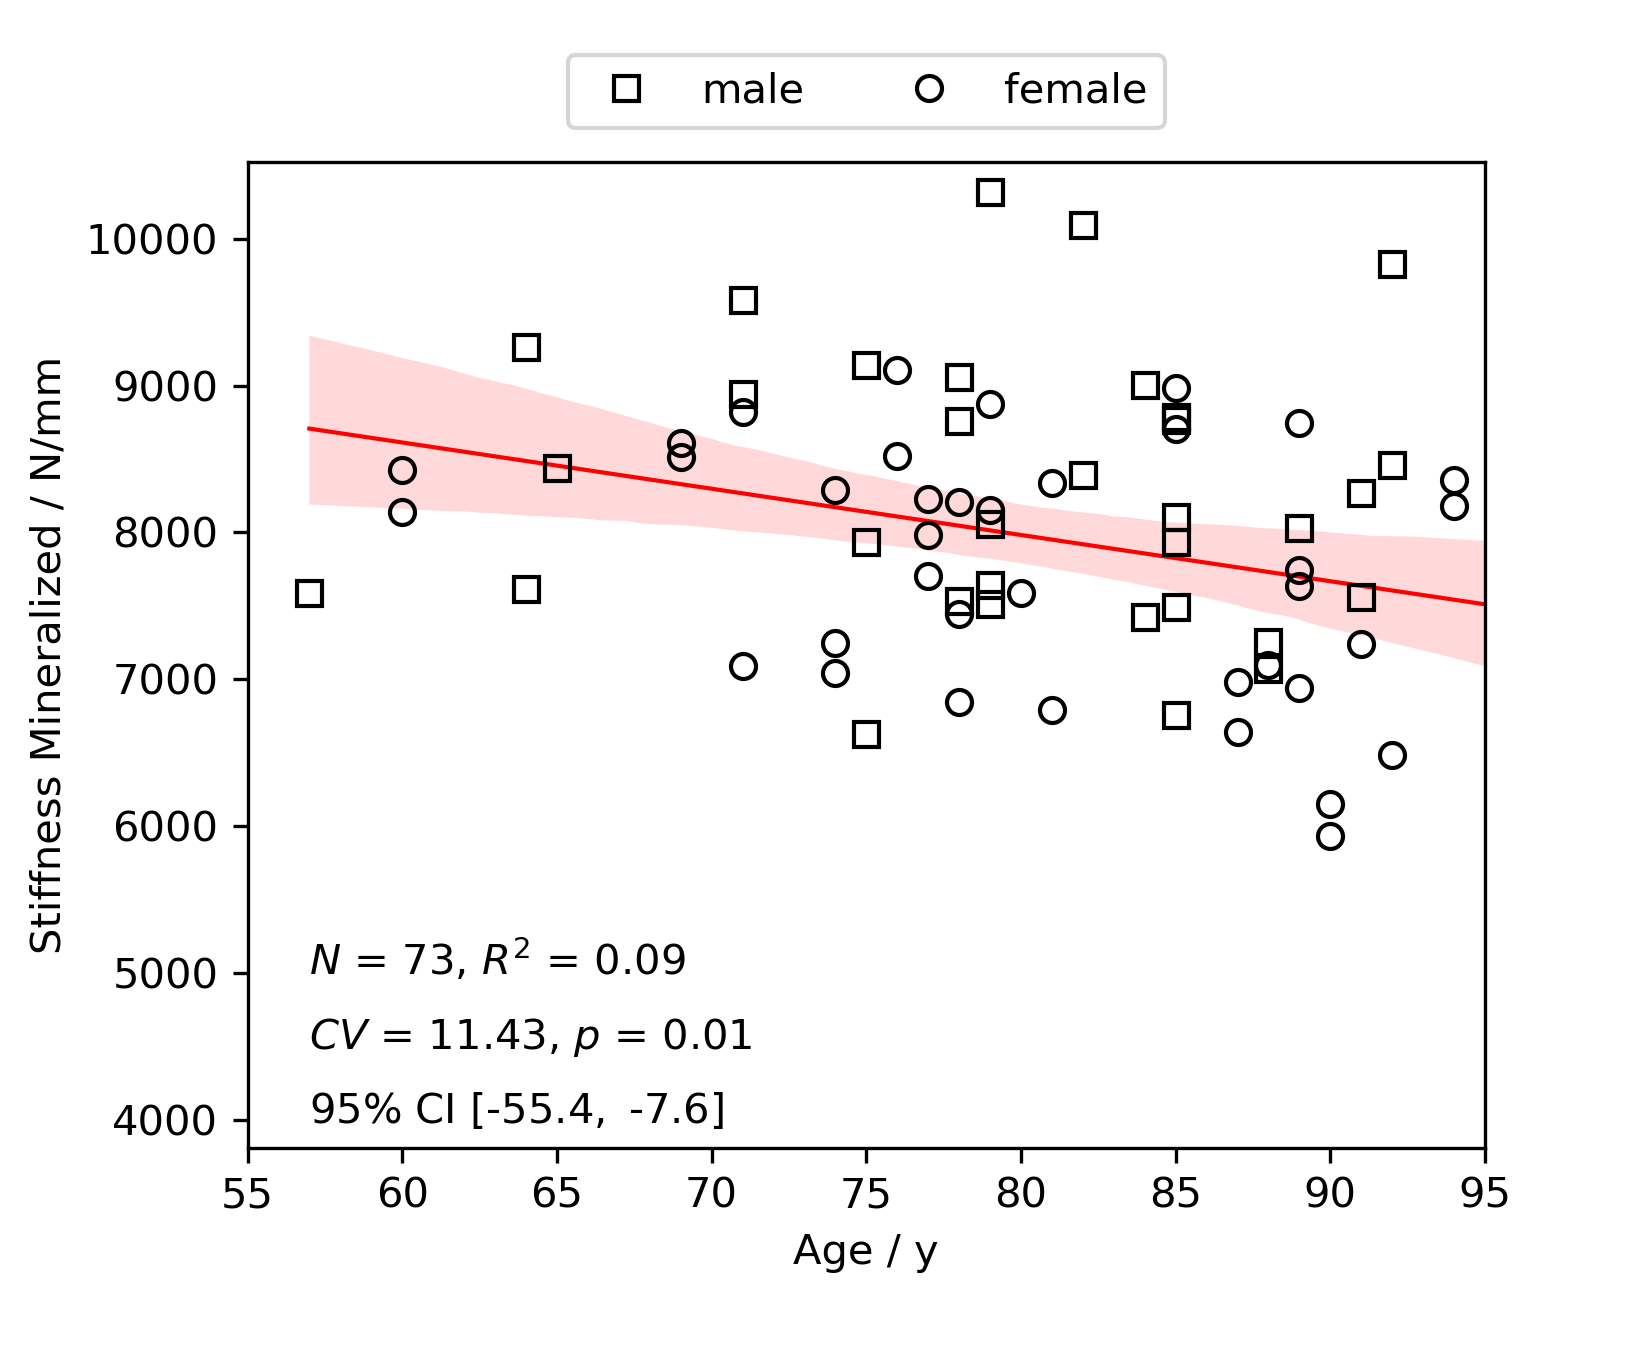 male female
10000
9000
8000
7000
6000
5000
4000
Stiffness Mineralized / N/mm
N = 73, R² = 0.09
CV = 11.43, p = 0.01
95% CI [-55.4, -7.6]
55 60 65 70 75 80 85 90 95
Age / y